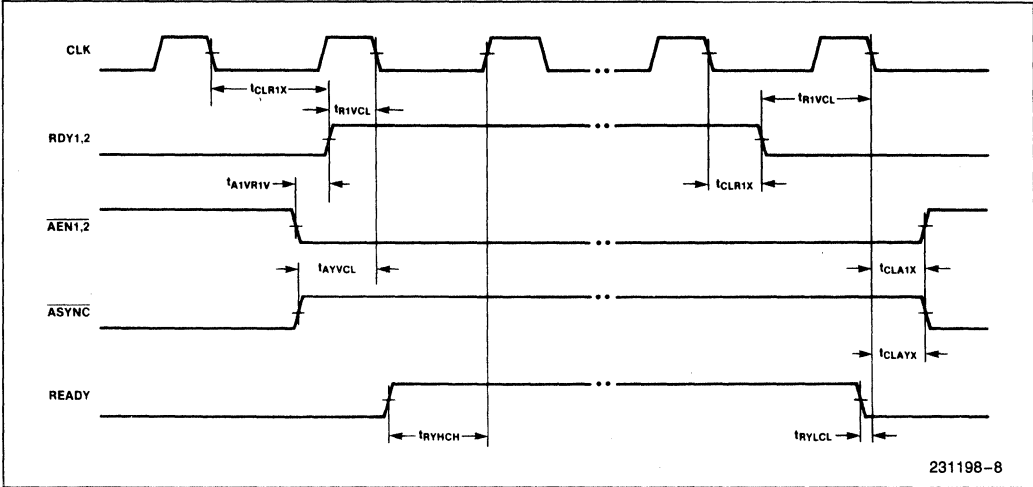 CLK
tCLR1X
tR1VCL
tR1VCL
RDY1,2
tA1VR1V
tCLR1X
AEN1,2
tAYVCL
tCLA1X
ASYNC
tCLAYX
READY
tRYHCH
tRYLCL
231198-8